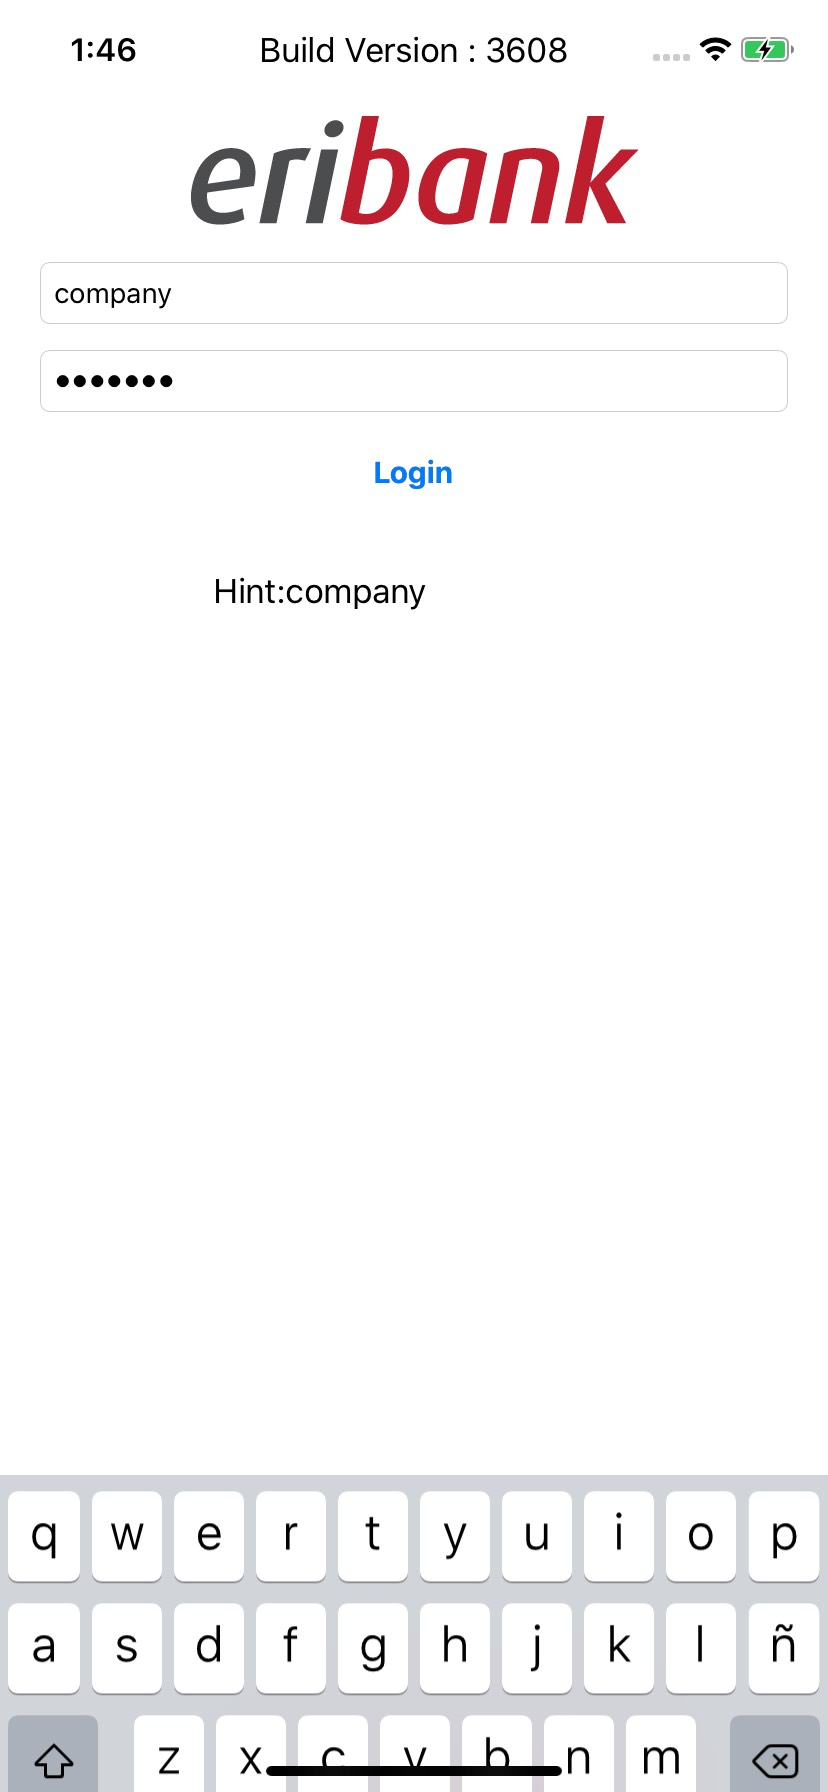 1:46 Build Version : 3608
eribank
company
•••••••
Login
Hint:company
q w e r t y u i o p
a s d f g h j k l ñ
z x c v b n m